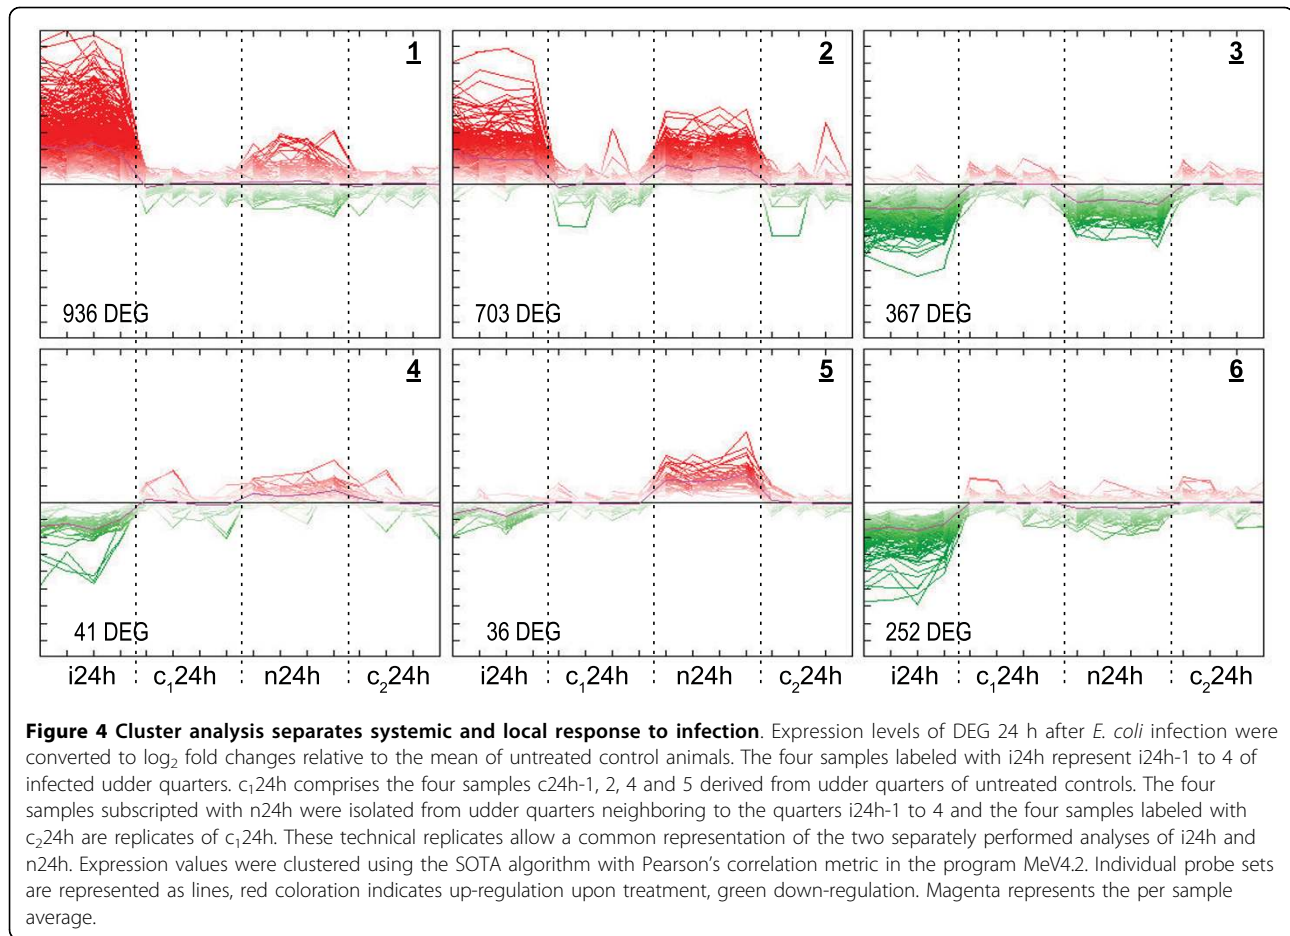 1
2
3
936 DEG
703 DEG
367 DEG
4
5
6
41 DEG
36 DEG
252 DEG
i24h c₁24h n24h c₂24h i24h c₁24h n24h c₂24h i24h c₁24h n24h c₂24h
Figure 4 Cluster analysis separates systemic and local response to infection. Expression levels of DEG 24 h after E. coli infection were
converted to log₂ fold changes relative to the mean of untreated control animals. The four samples labeled with i24h represent i24h-1 to 4 of
infected udder quarters. c₁24h comprises the four samples c24h-1, 2, 4 and 5 derived from udder quarters of untreated controls. The four
samples subscripted with n24h were isolated from udder quarters neighboring to the quarters i24h-1 to 4 and the four samples labeled with
c₂24h are replicates of c₁24h. These technical replicates allow a common representation of the two separately performed analyses of i24h and
n24h. Expression values were clustered using the SOTA algorithm with Pearson's correlation metric in the program MeV4.2. Individual probe sets
are represented as lines, red coloration indicates up-regulation upon treatment, green down-regulation. Magenta represents the per sample
average.